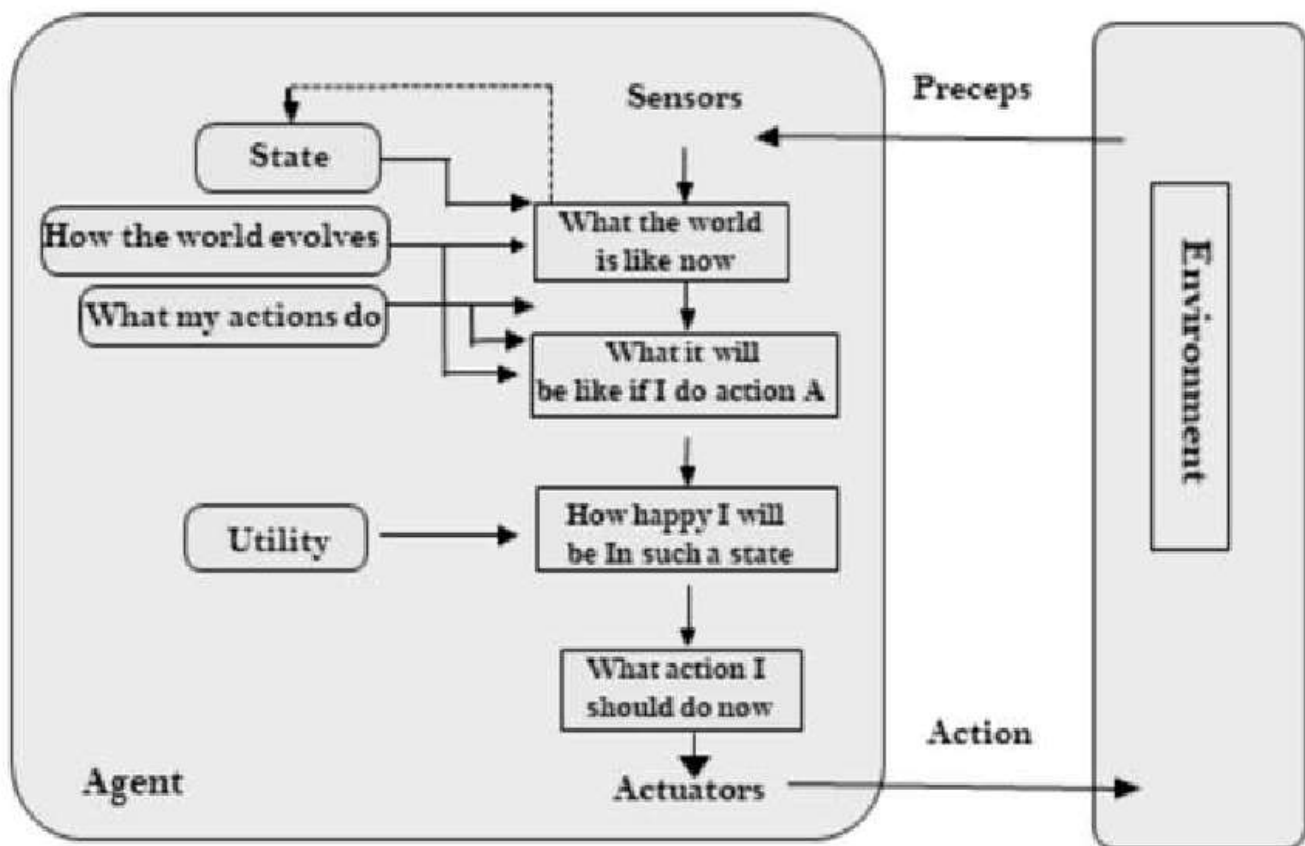 Sensors
Preceps
State
How the world evolves
What the world
is like now
What my actions do
What it will
be like if I do action A
Environment
How happy I will
be In such a state
Utility
What action I
should do now
Action
Agent
Actuators